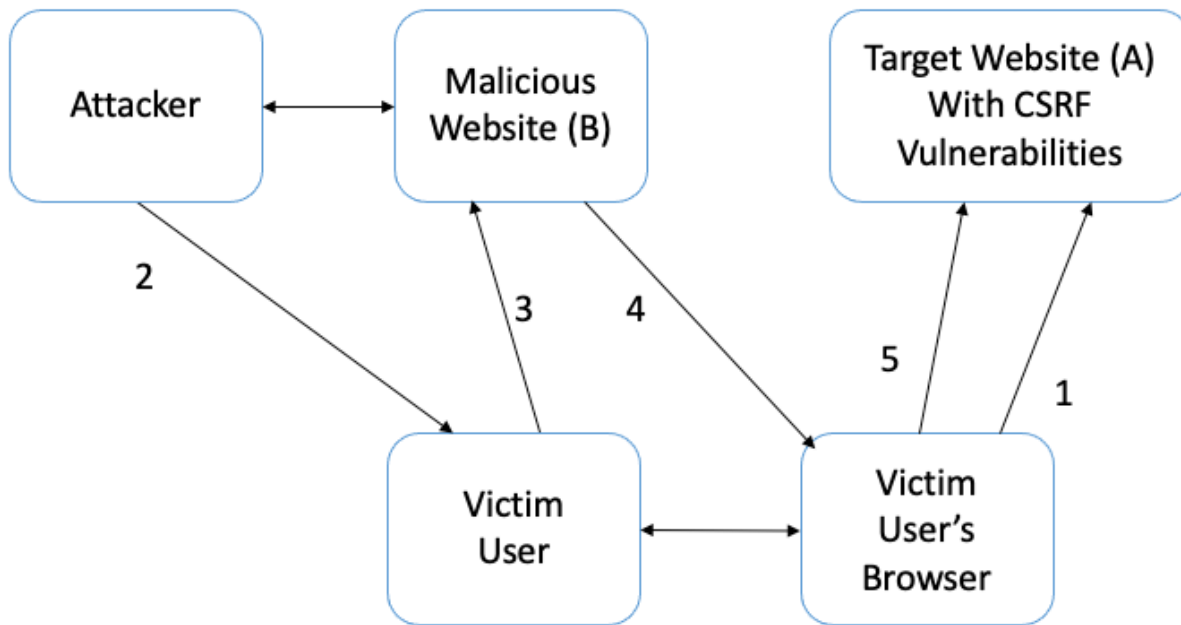 Attacker
Malicious
Website (B)
Target Website (A)
With CSRF
Vulnerabilities
2
3
4
5
1
Victim
User
Victim
User’s
Browser